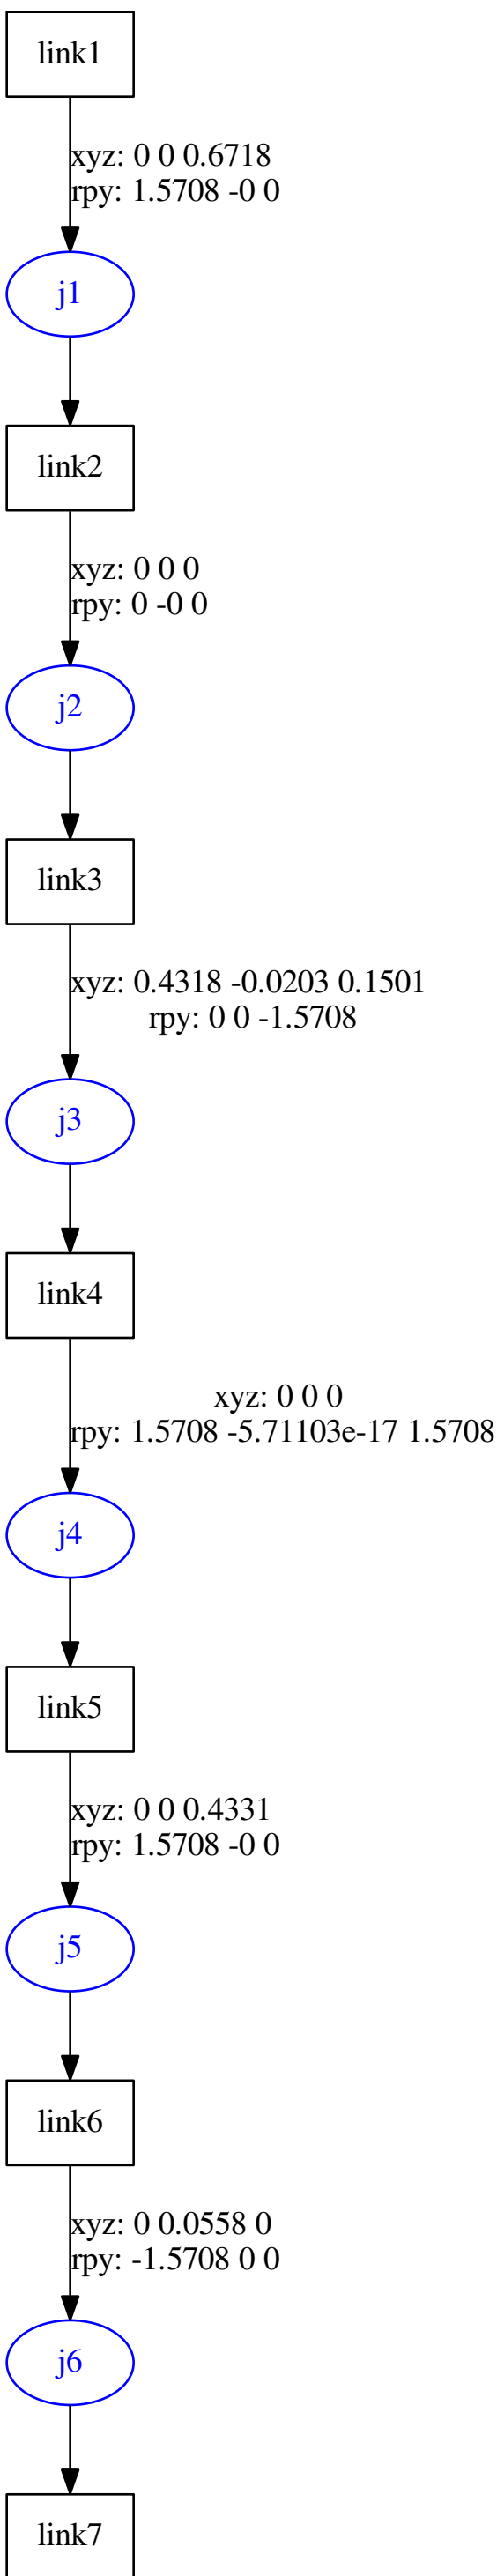 link1
xyz: 0 0 0.6718
rpy: 1.5708 -0 0
j1
link2
xyz: 0 0 0
rpy: 0 -0 0
j2
link3
xyz: 0.4318 -0.0203 0.1501
rpy: 0 0 -1.5708
j3
link4
xyz: 0 0 0
rpy: 1.5708 -5.71103e-17 1.5708
j4
link5
xyz: 0 0 0.4331
rpy: 1.5708 -0 0
j5
link6
xyz: 0 0.0558 0
rpy: -1.5708 0 0
j6
link7